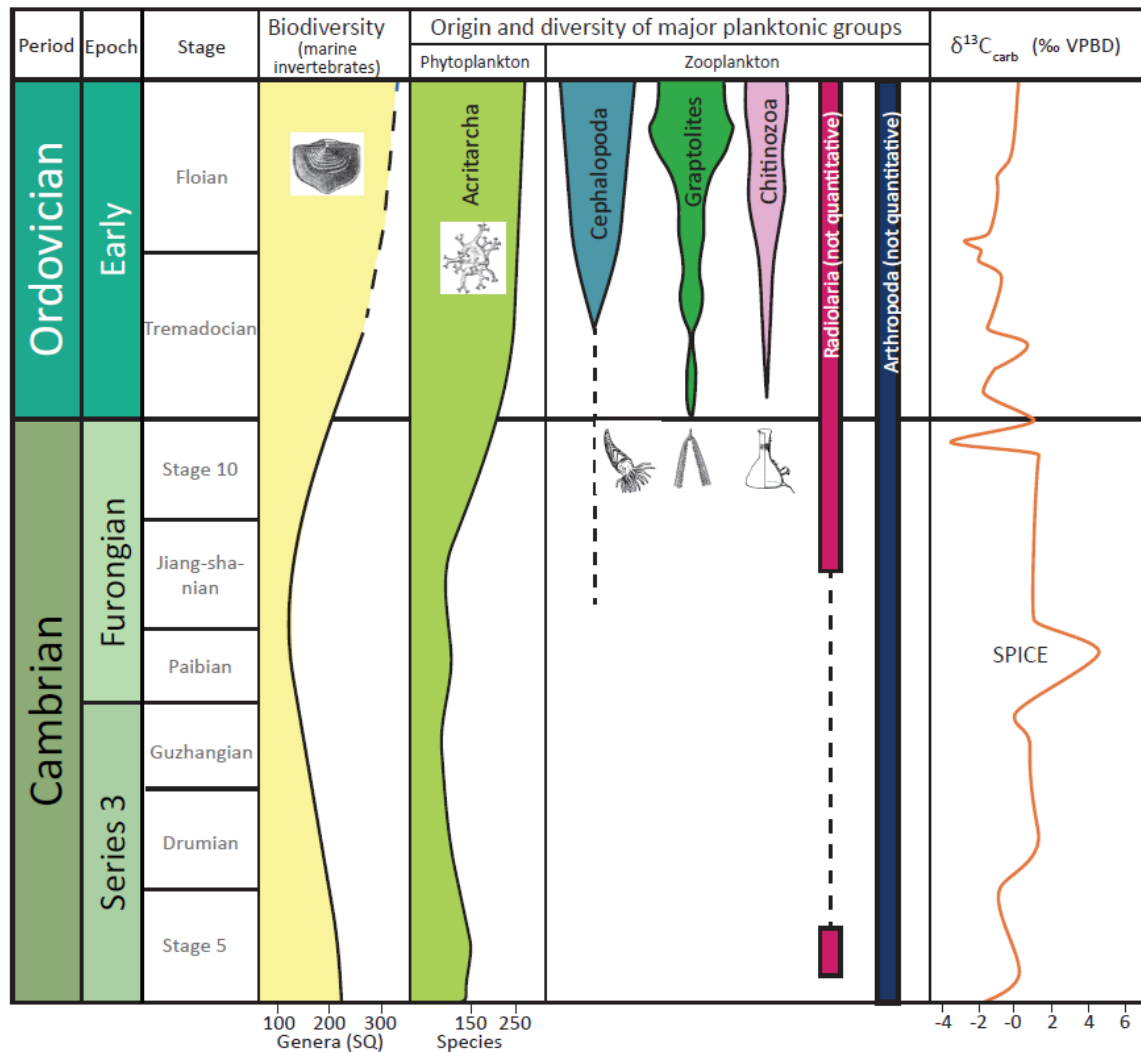 Period
Epoch
Stage
Biodiversity
(marine
invertebrates)
Origin and diversity of major planktonic groups
Phytoplankton
Zooplankton
δ13Ccarb (‰ VPBD)
Ordovician
Early
Floian
Tremadocian
Cambrian
Furongian
Stage 10
Jiang-sha-
nian
Paibian
Series 3
Guzhangian
Drumian
Stage 5
Acritarcha
Cephalopoda
Graptolites
Chitinozoa
Radiolaria (not quantitative)
Arthropoda (not quantitative)
SPICE
100 200 300
Genera (SQ)
150 250
Species
-4 -2 -0 2 4 6